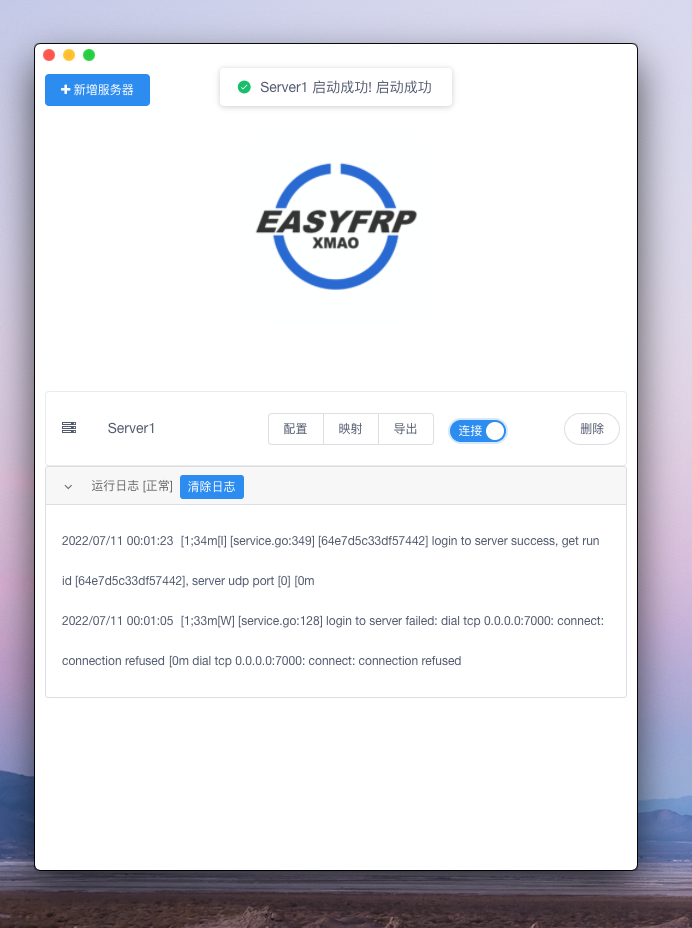 新增服务器
Server1 启动成功! 启动成功
EASYFRP
XMAO
Server1
配置
映射
导出
连接
删除
运行日志 [正常]
清除日志
2022/07/11 00:01:23 [1;34m[I] [service.go:349] [64e7d5c33df57442] login to server success, get run
id [64e7d5c33df57442], server udp port [0] [0m
2022/07/11 00:01:05 [1;33m[W] [service.go:128] login to server failed: dial tcp 0.0.0.0:7000: connect:
connection refused [0m dial tcp 0.0.0.0:7000: connect: connection refused